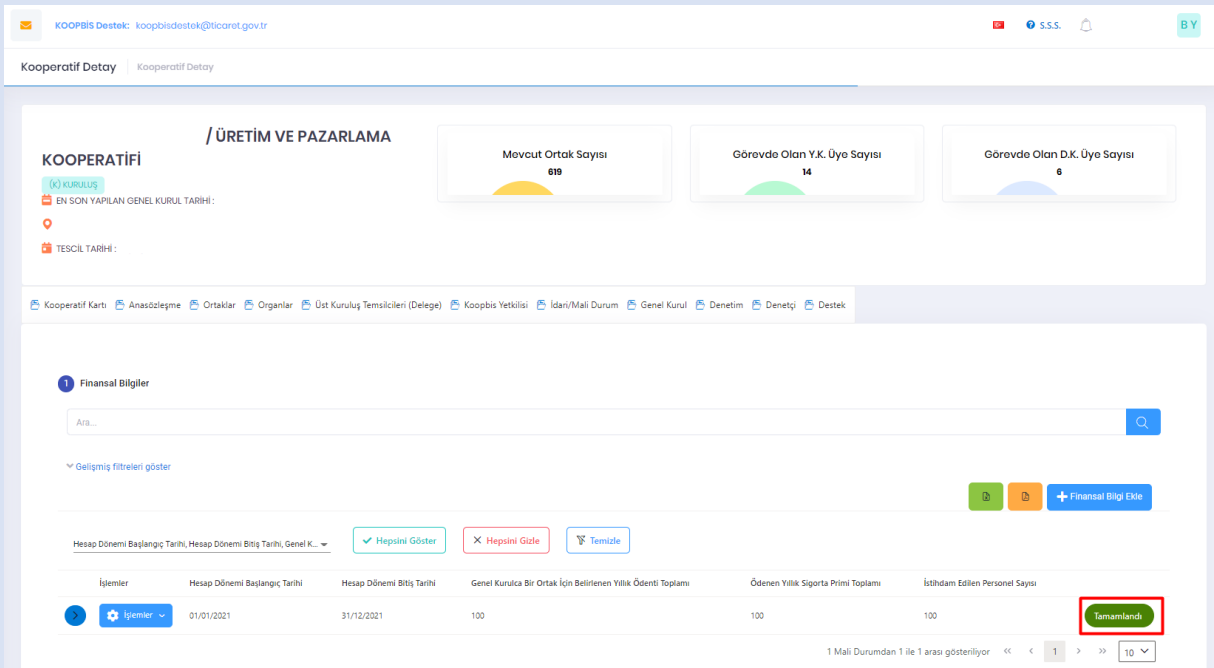 KOOPBİS Destek: koopbisdestek@ticaret.gov.tr
S.S.S.
B Y
Kooperatif Detay Kooperatif Detay
/ ÜRETİM VE PAZARLAMA
KOOPERATİFİ
(K) KURULUŞ
EN SON YAPILAN GENEL KURUL TARİHİ :
TESCİL TARİHİ :
Mevcut Ortak Sayısı
619
Görevde Olan Y.K. Üye Sayısı
14
Görevde Olan D.K. Üye Sayısı
6
Kooperatif Kartı Anasözleşme Ortaklar Organlar Üst Kuruluş Temsilcileri (Delege) Koopbis Yetkilisi İdari/Mali Durum Genel Kurul Denetim Denetçi Destek
1 Finansal Bilgiler
Ara...
Gelişmiş filtreleri göster
Finansal Bilgi Ekle
Hesap Dönemi Başlangıç Tarihi, Hesap Dönemi Bitiş Tarihi, Genel K... Hepsini Göster Hepsini Gizle Temizle
İşlemler Hesap Dönemi Başlangıç Tarihi Hesap Dönemi Bitiş Tarihi Genel Kurulca Bir Ortak İçin Belirlenen Yıllık Ödenti Toplamı Ödenen Yıllık Sigorta Primi Toplamı İstihdam Edilen Personel Sayısı
İşlemler 01/01/2021 31/12/2021 100 100 100 Tamamlandı
1 Mali Durumdan 1 ile 1 arası gösteriliyor 1 10